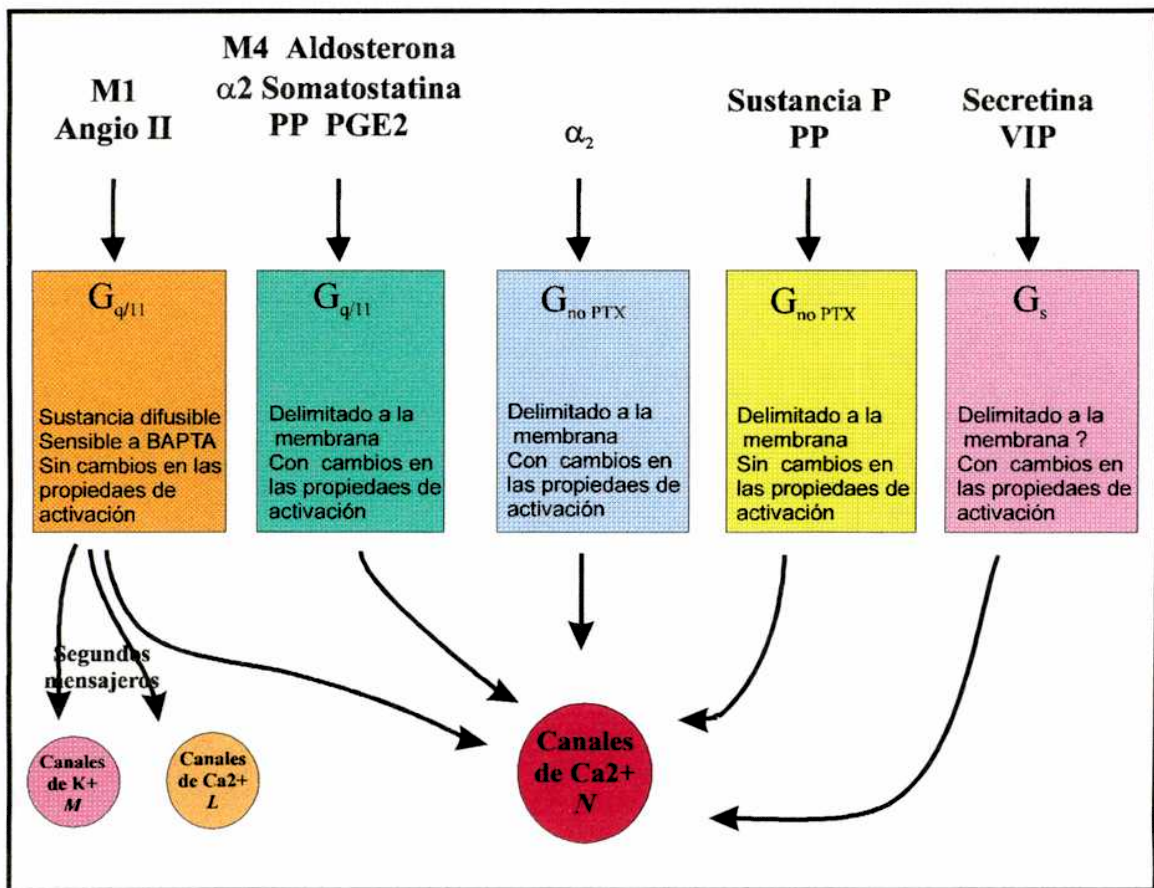 M1
Angio II
M4 Aldosterona
α2 Somatostatina
PP PGE2
α₂
Sustancia P
PP
Secretina
VIP
Gq/11
Sustancia difusible
Sensible a BAPTA
Sin cambios en las
propiedaes de
activación
Gq/11
Delimitado a la
membrana
Con cambios en
las propiedaes de
activación
Gno PTX
Delimitado a la
membrana
Con cambios en
las propiedaes de
activación
Gno PTX
Delimitado a la
membrana
Sin cambios en
las propiedaes de
activación
Gs
Delimitado a la
membrana ?
Con cambios en
las propiedaes de
activación
Segundos
mensajeros
Canales
de K+
M
Canales
de Ca2+
L
Canales
de Ca2+
N